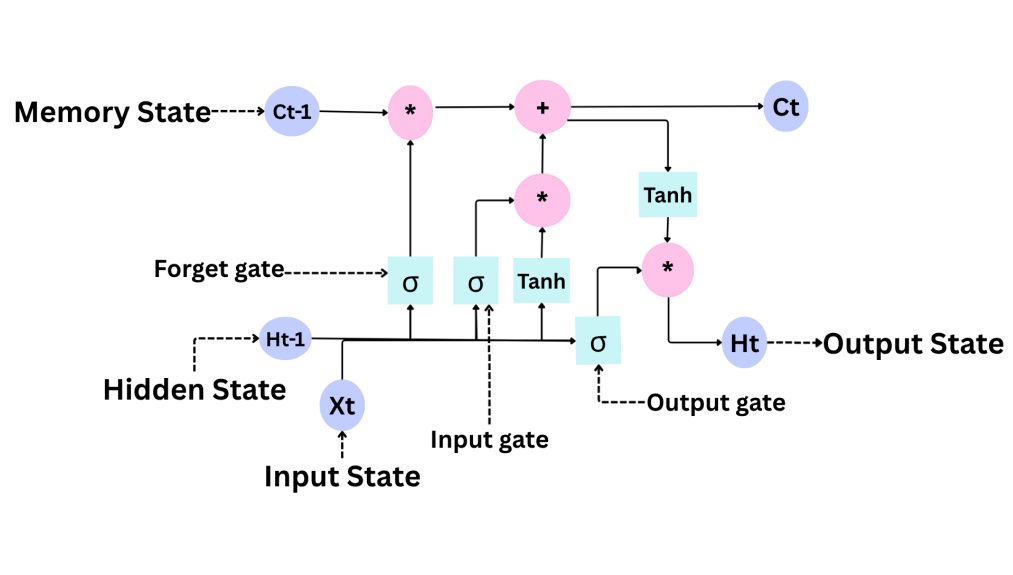 Memory State
Ct-1
*
+
Ct
*
Tanh
Forget gate
σ
σ
Tanh
*
Ht-1
σ
Ht
Output State
Hidden State
Xt
Output gate
Input gate
Input State